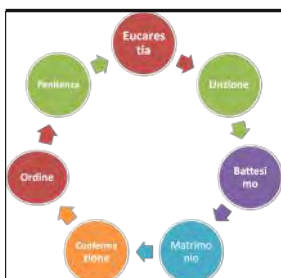 Eucares
tia
Unzione
Battesi
mo
Matrimo
nio
Conferma
zione
Ordine
Penitenza